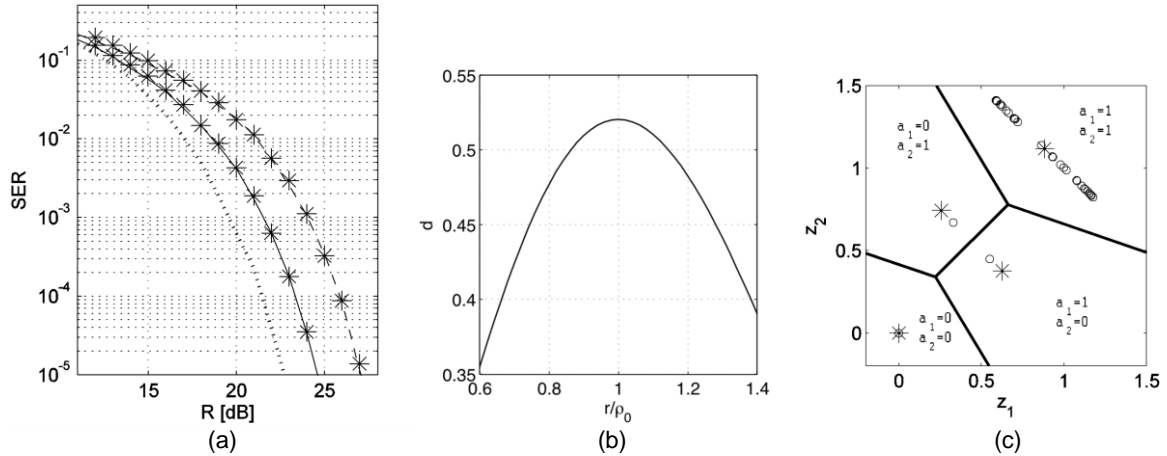 SER
10^-1
10^-2
10^-3
10^-4
10^-5
15 20 25
R [dB]
(a)
d
0.55
0.5
0.45
0.4
0.35
0.6 0.8 1 1.2 1.4
r/ρ_0
(b)
z_2
1.5
1
0.5
0
a_1=0
a_2=1
a_1=1
a_2=1
a_1=0
a_2=0
a_1=1
a_2=0
0 0.5 1 1.5
z_1
(c)